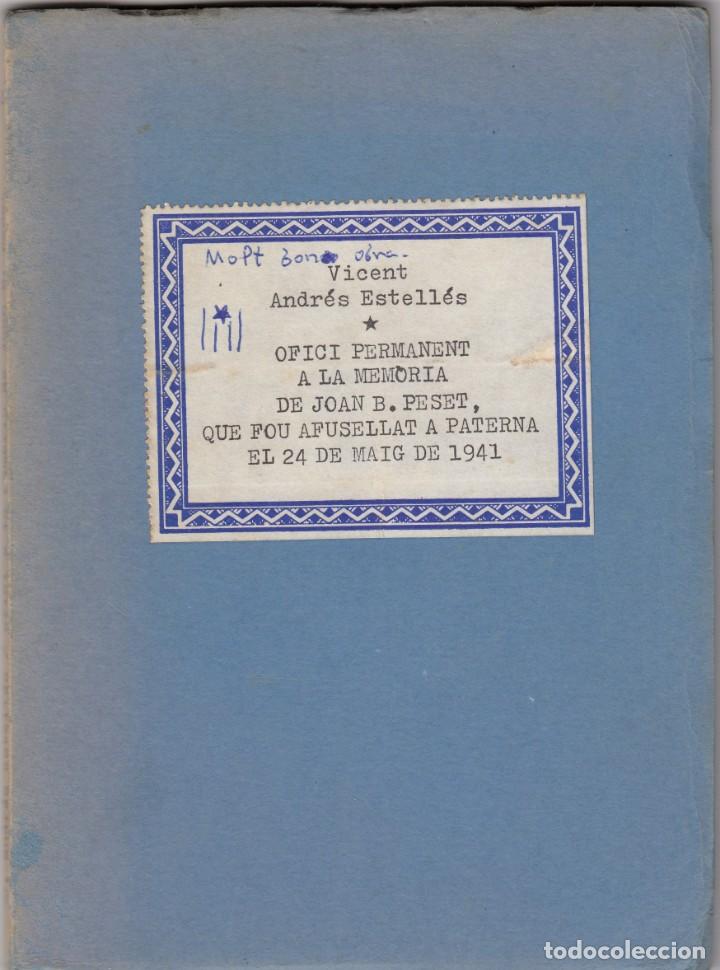 Molt bona obra.
Vicent
Andrés Estellés
★
OFICI PERMANENT
A LA MEMÒRIA
DE JOAN B. PESET,
QUE FOU AFUSELLAT A PATERNA
EL 24 DE MAIG DE 1941
todocoleccion